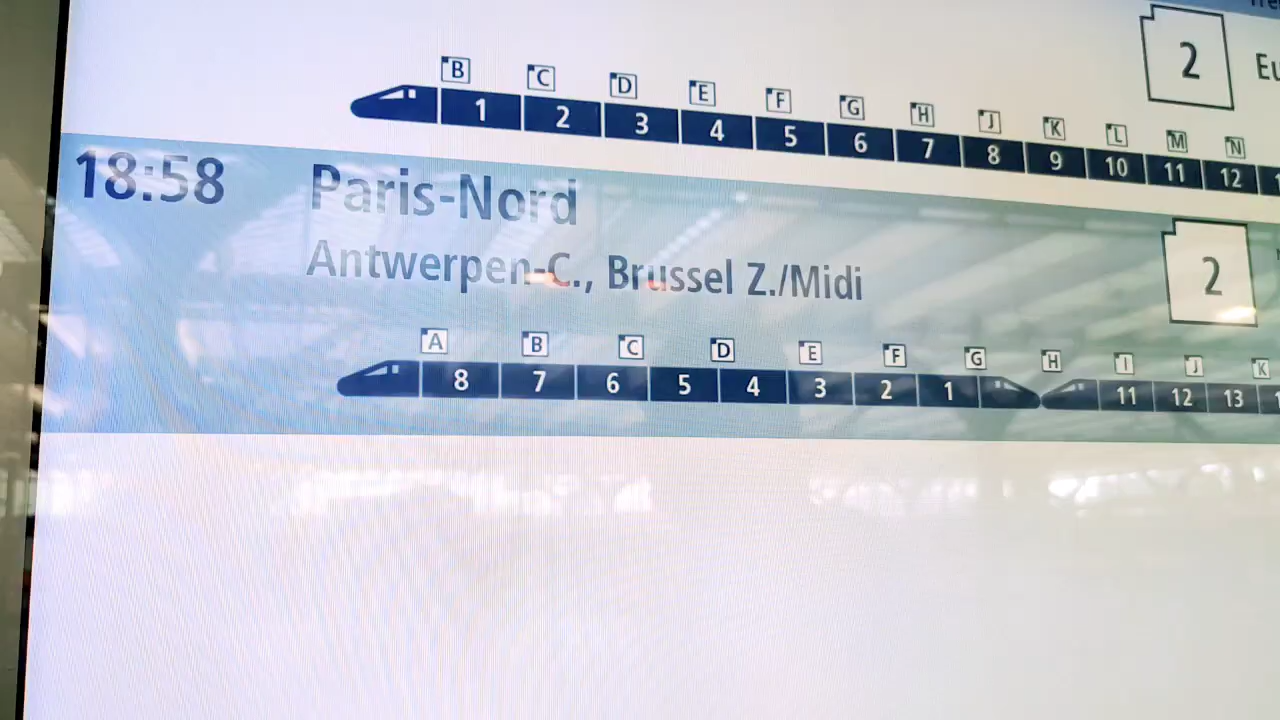 2 Eu
B C D E F G H J K L M N
1 2 3 4 5 6 7 8 9 10 11 12
18:58 Paris-Nord
Antwerpen-C., Brussel Z./Midi 2
A B C D E F G H I J K
8 7 6 5 4 3 2 1 11 12 13